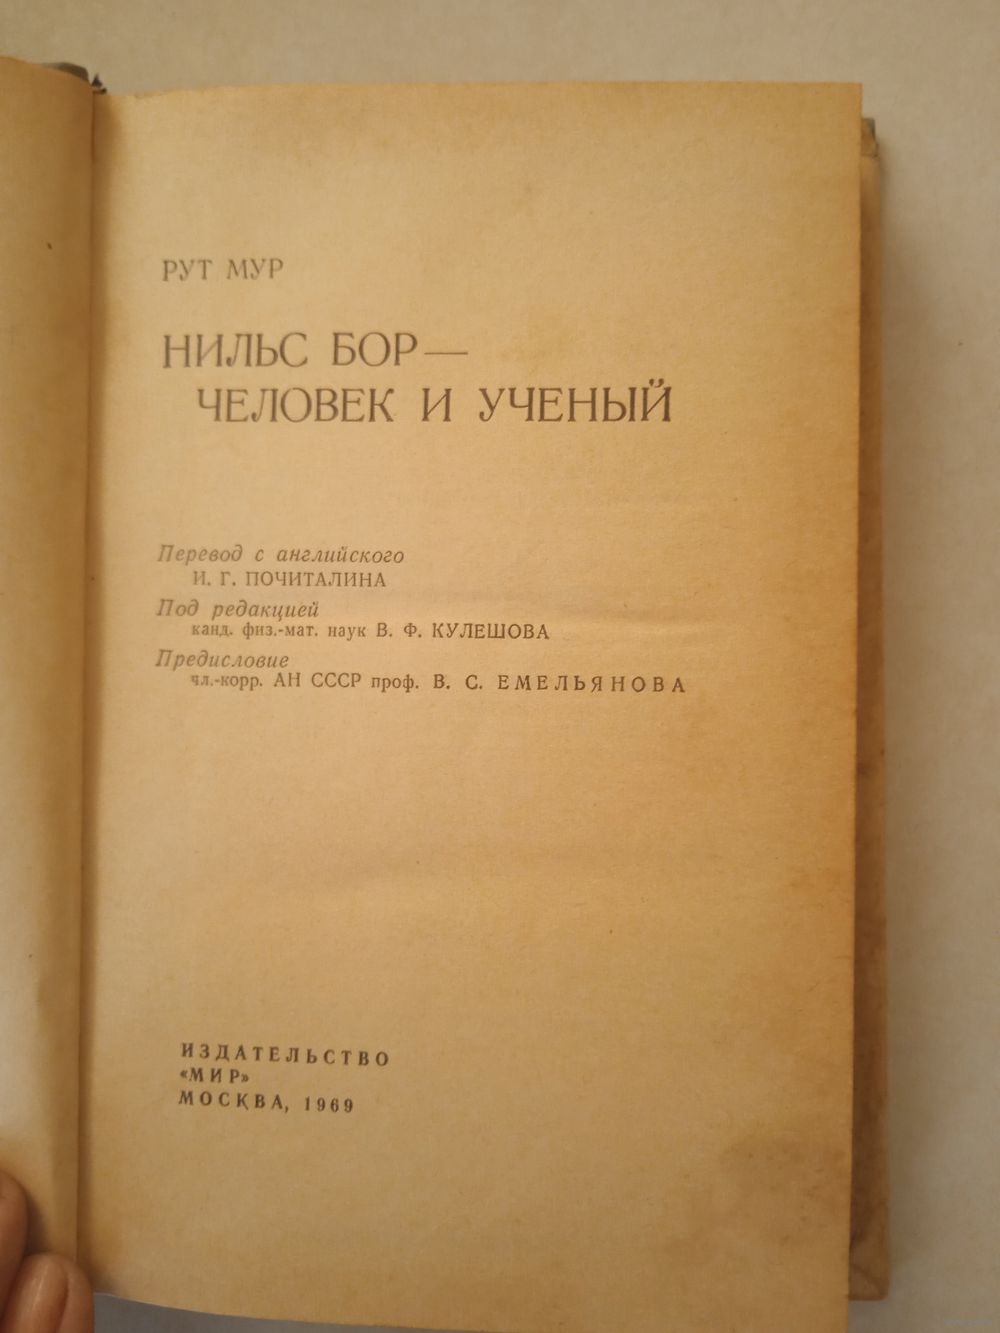 РУТ МУР
НИЛЬС БОР —
ЧЕЛОВЕК И УЧЕНЫЙ
Перевод с английского
И. Г. ПОЧИТАЛИНА
Под редакцией
канд. физ.-мат. наук В. Ф. КУЛЕШОВА
Предисловие
чл.-корр. АН СССР проф. В. С. ЕМЕЛЬЯНОВА
ИЗДАТЕЛЬСТВО
«МИР»
МОСКВА, 1969